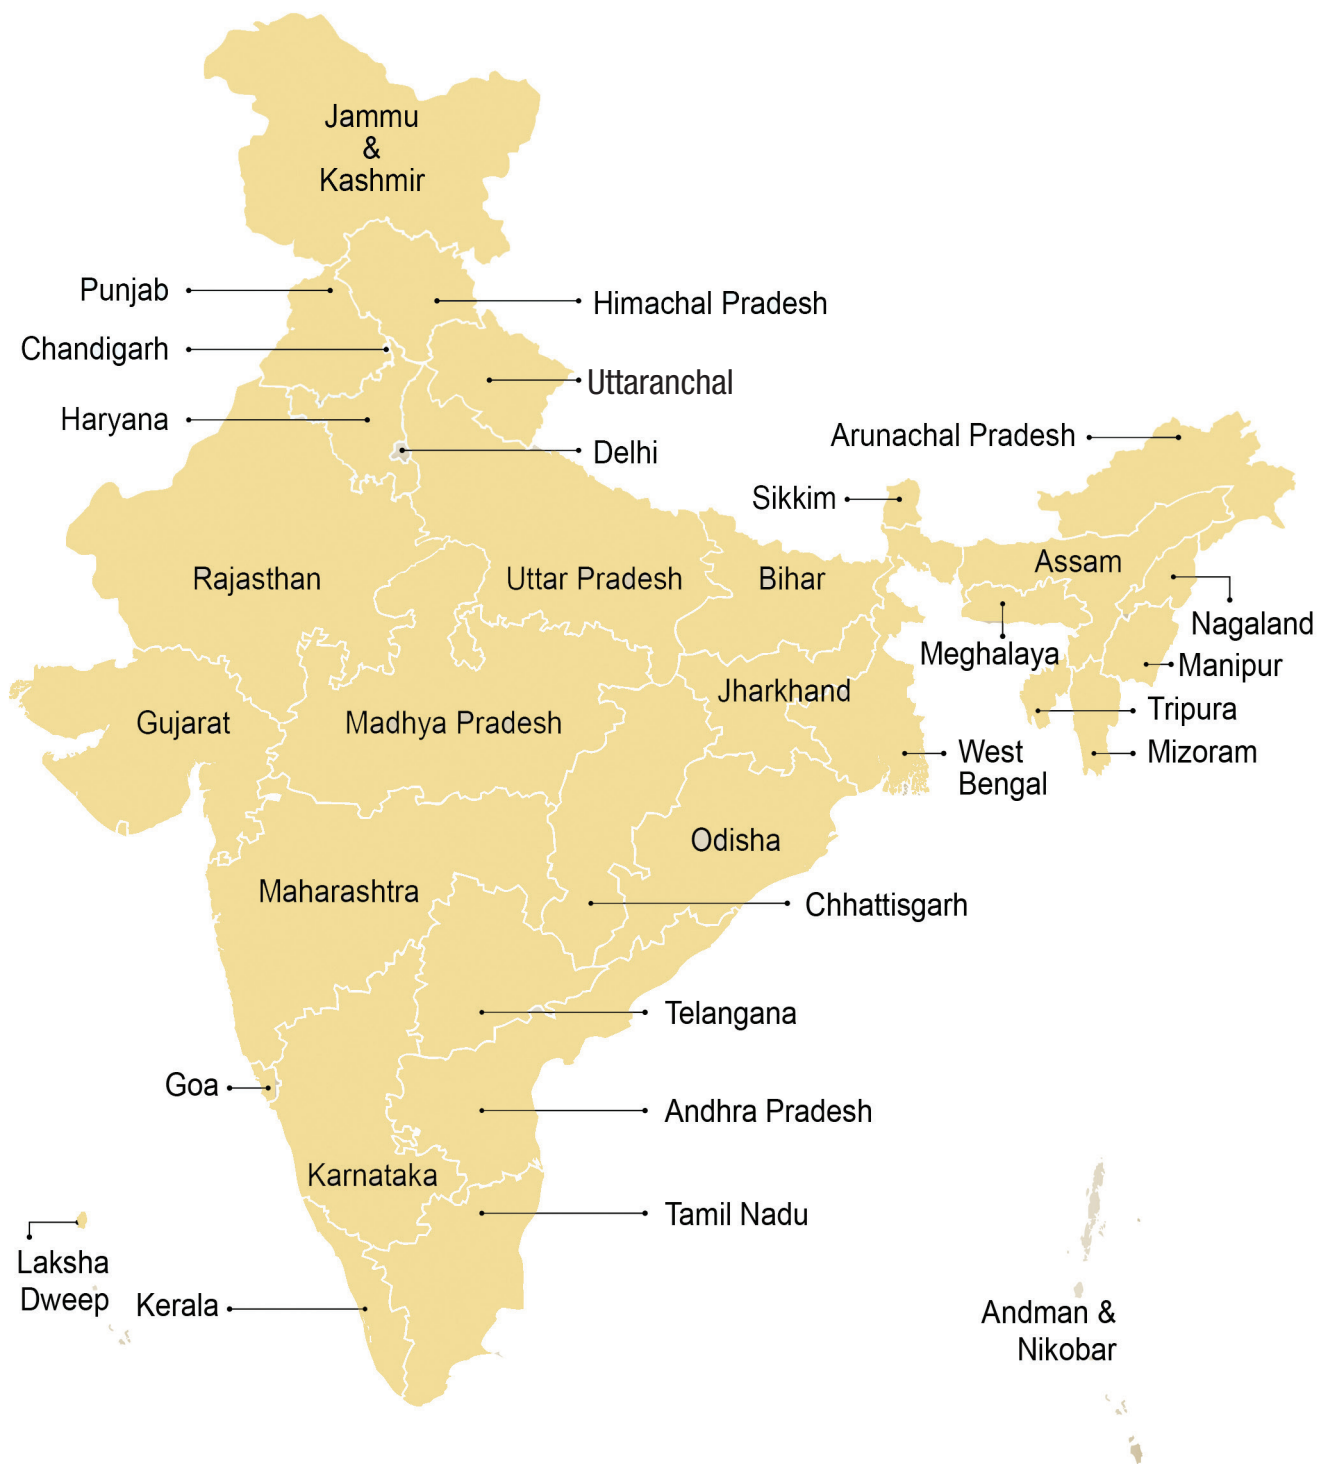 Jammu
&
Kashmir
Punjab
Himachal Pradesh
Chandigarh
Uttaranchal
Haryana
Delhi
Arunachal Pradesh
Sikkim
Assam
Rajasthan
Uttar Pradesh
Bihar
Nagaland
Meghalaya
Manipur
Jharkhand
Tripura
Gujarat
Madhya Pradesh
West
Bengal
Mizoram
Odisha
Maharashtra
Chhattisgarh
Telangana
Goa
Andhra Pradesh
Karnataka
Tamil Nadu
Laksha
Dweep
Kerala
Andman &
Nikobar